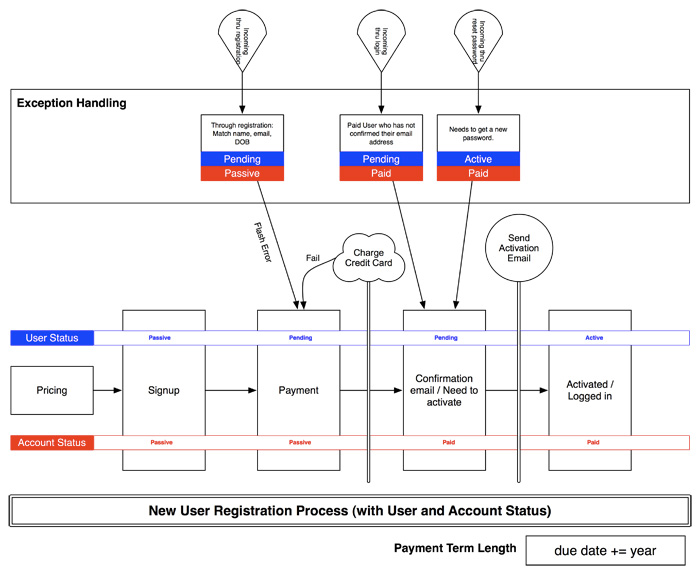 Incoming
thru registration
Incoming
thru login
Incoming thru
reset password
Exception Handling
Through registration:
Match name, email,
DOB
Pending
Passive
Paid User who has not
confirmed their email
address
Pending
Paid
Needs to get a new
password.
Active
Paid
Flash Error
Fail
Charge
Credit Card
Send
Activation
Email
User Status
Passive
Pending
Pending
Active
Pricing
Signup
Payment
Confirmation
email / Need to
activate
Activated /
Logged in
Account Status
Passive
Passive
Paid
Paid
New User Registration Process (with User and Account Status)
Payment Term Length
due date += year